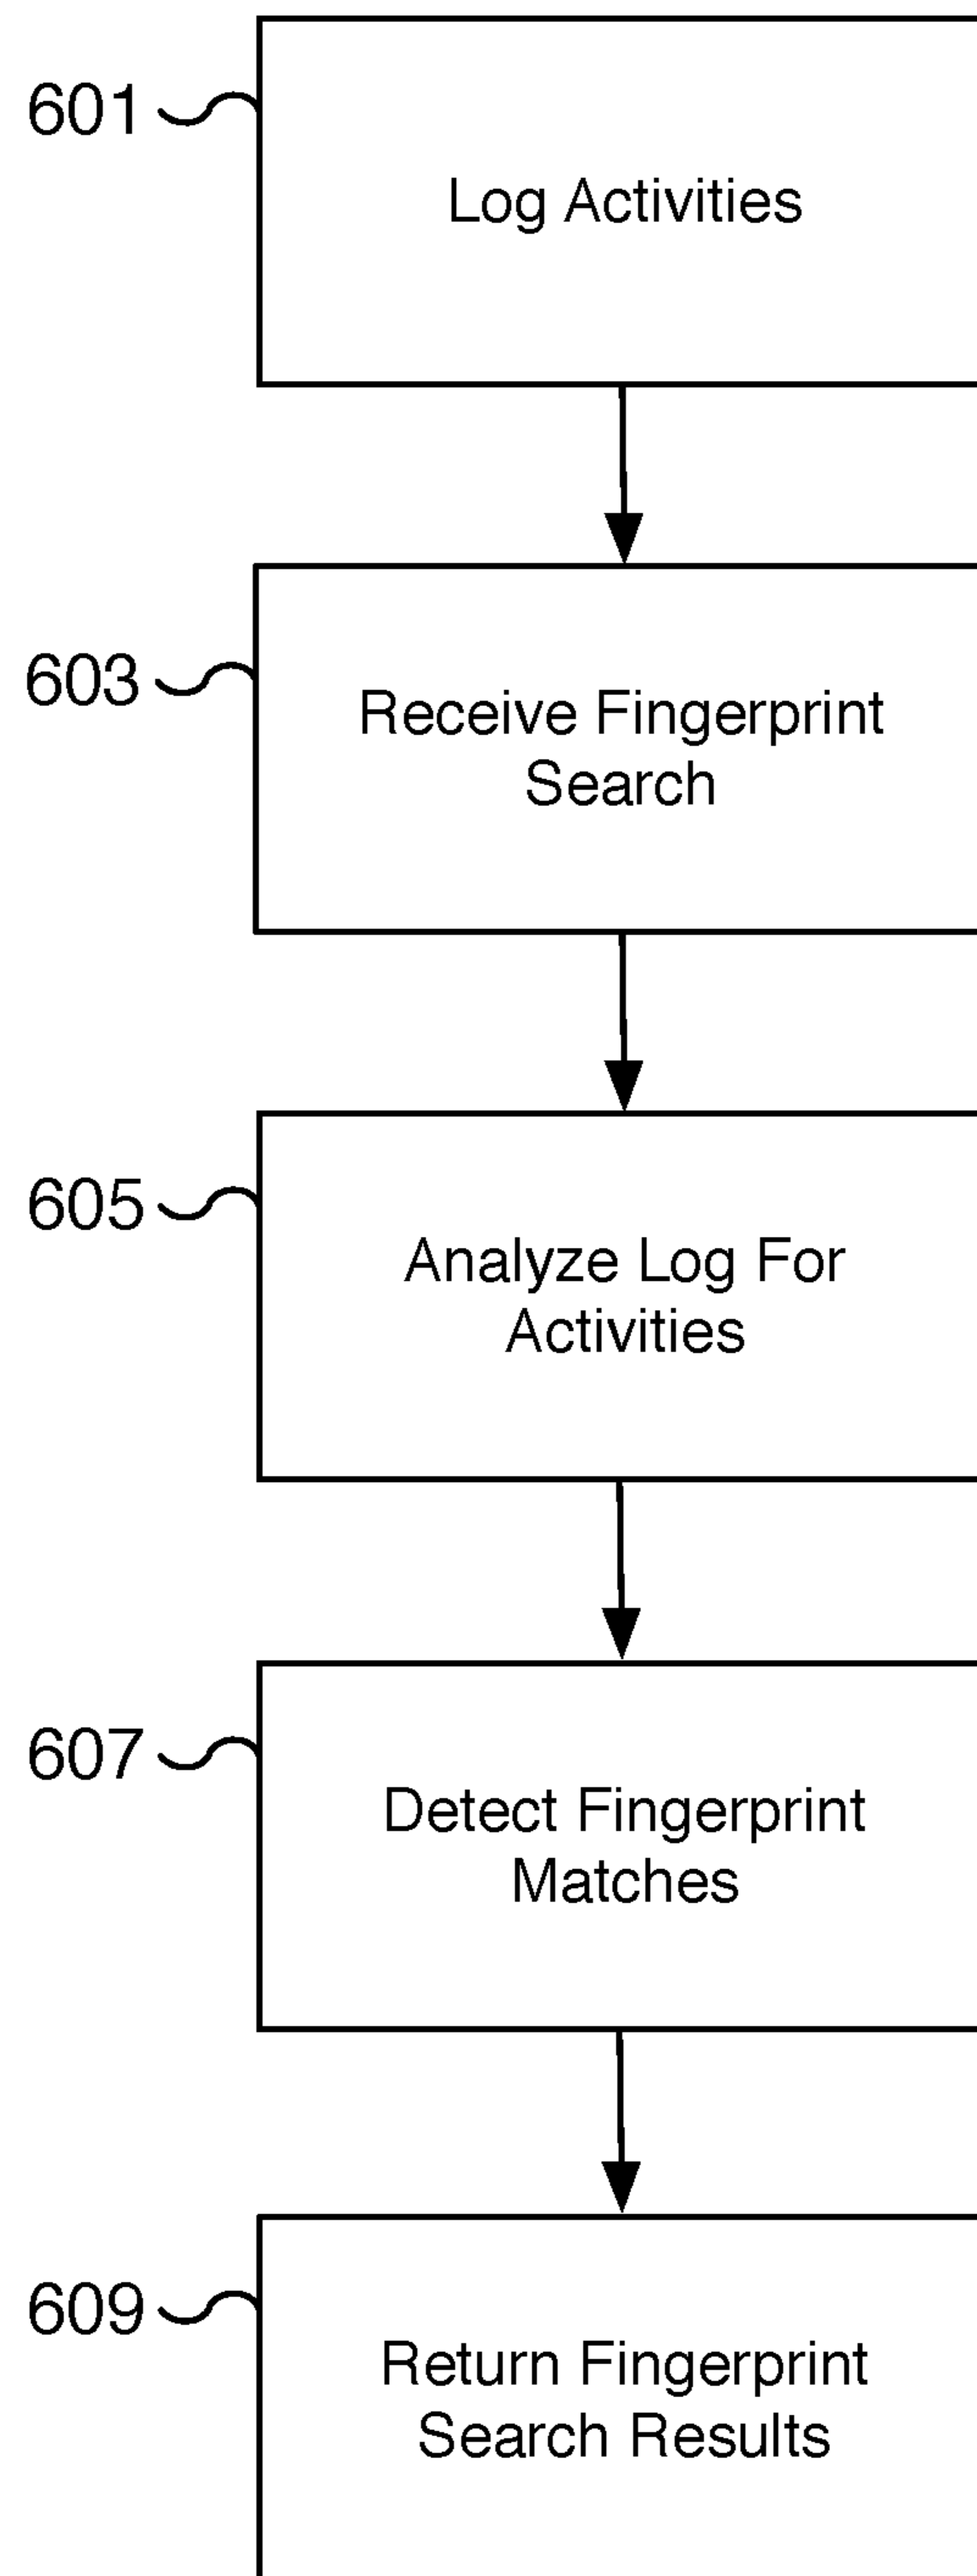 601
Log Activities
603
Receive Fingerprint
Search
605
Analyze Log For
Activities
607
Detect Fingerprint
Matches
609
Return Fingerprint
Search Results